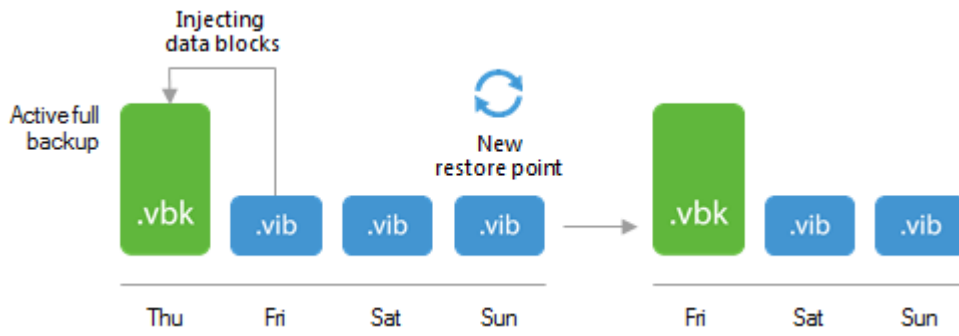 Injecting
data blocks
Active full
backup
New
restore point
.vbk
.vib
.vib
.vib
.vbk
.vib
.vib
Thu
Fri
Sat
Sun
Fri
Sat
Sun